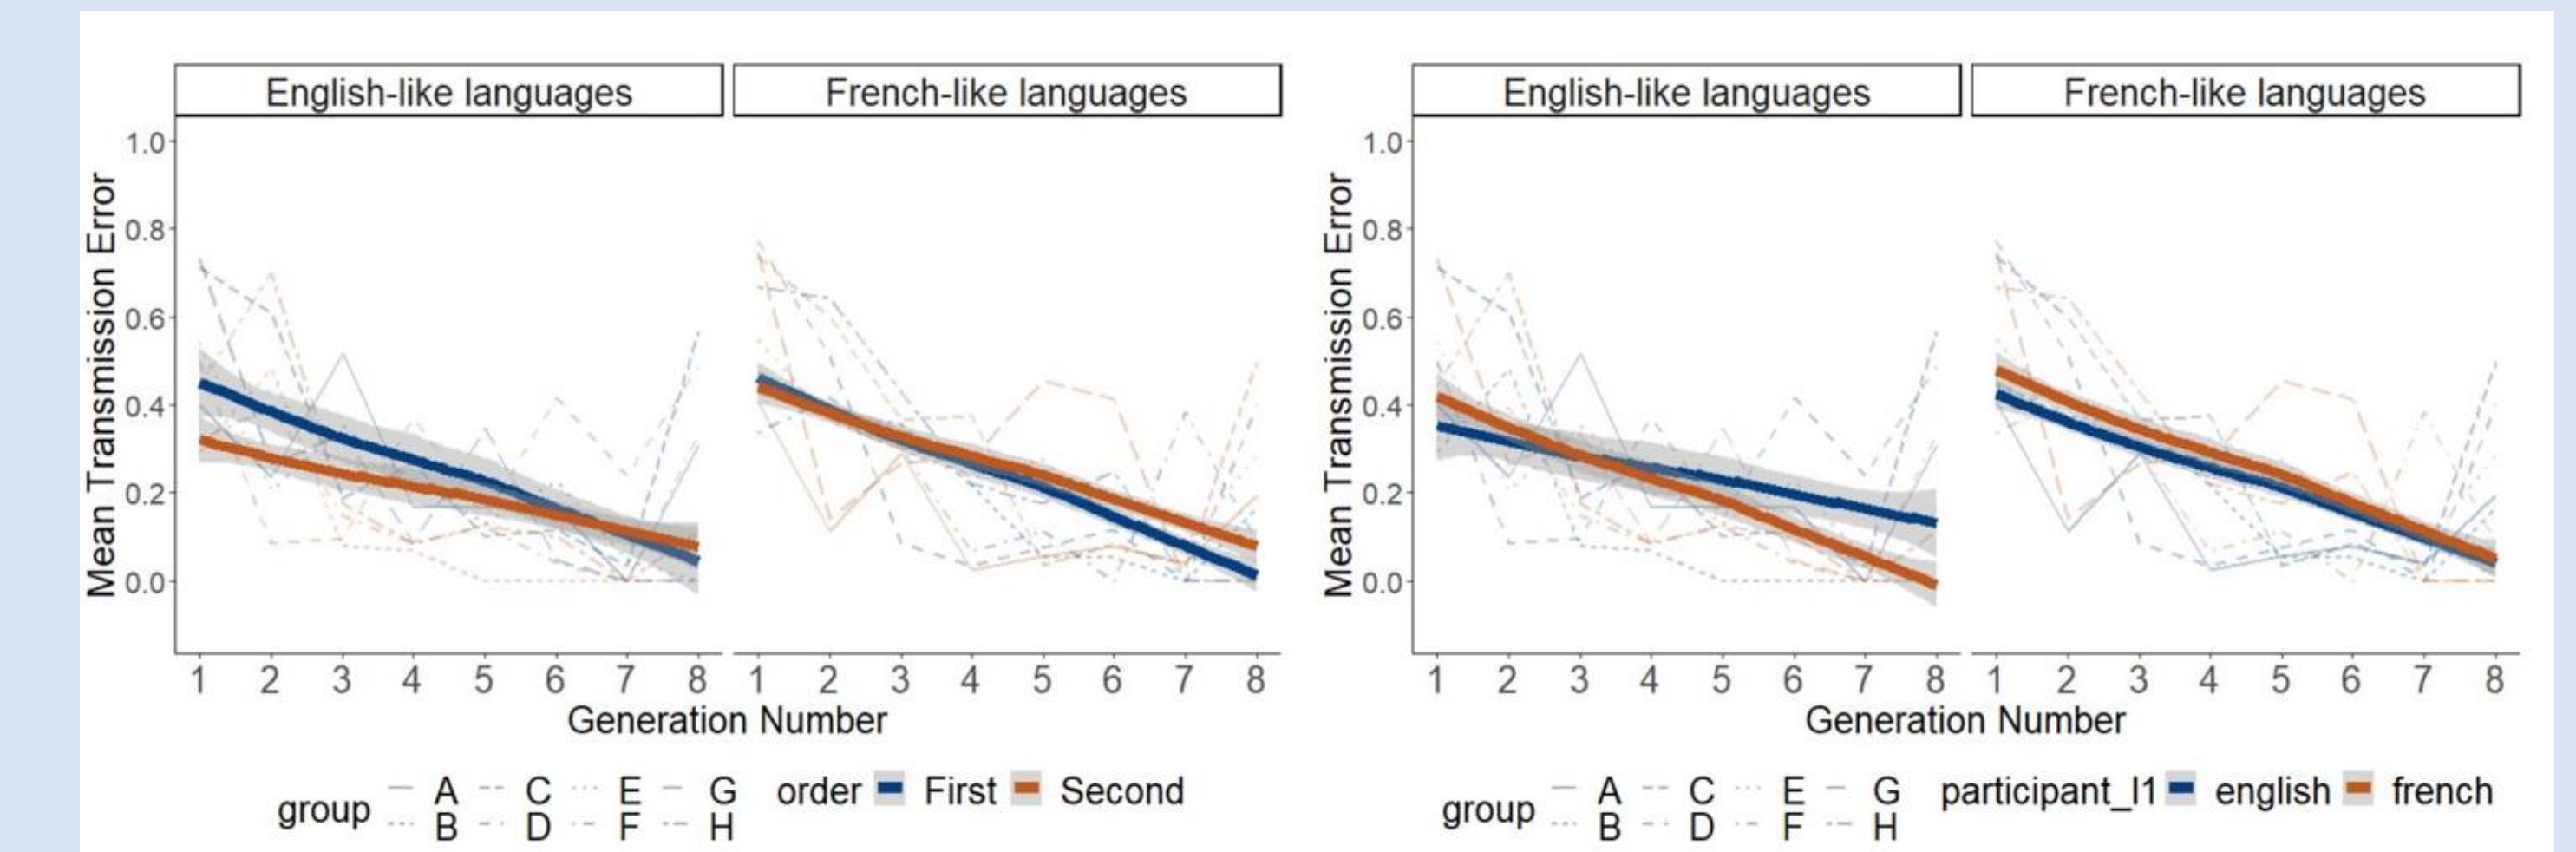 English-like languages
French-like languages
Mean Transmission Error
1.0
0.8
0.6
0.4
0.2
0.0
1 2 3 4 5 6 7 8
1 2 3 4 5 6 7 8
Generation Number
group
A C E G
B D F H
order First Second
English-like languages
French-like languages
Mean Transmission Error
1.0
0.8
0.6
0.4
0.2
0.0
1 2 3 4 5 6 7 8
1 2 3 4 5 6 7 8
Generation Number
group
A C E G
B D F H
participant_l1 english french